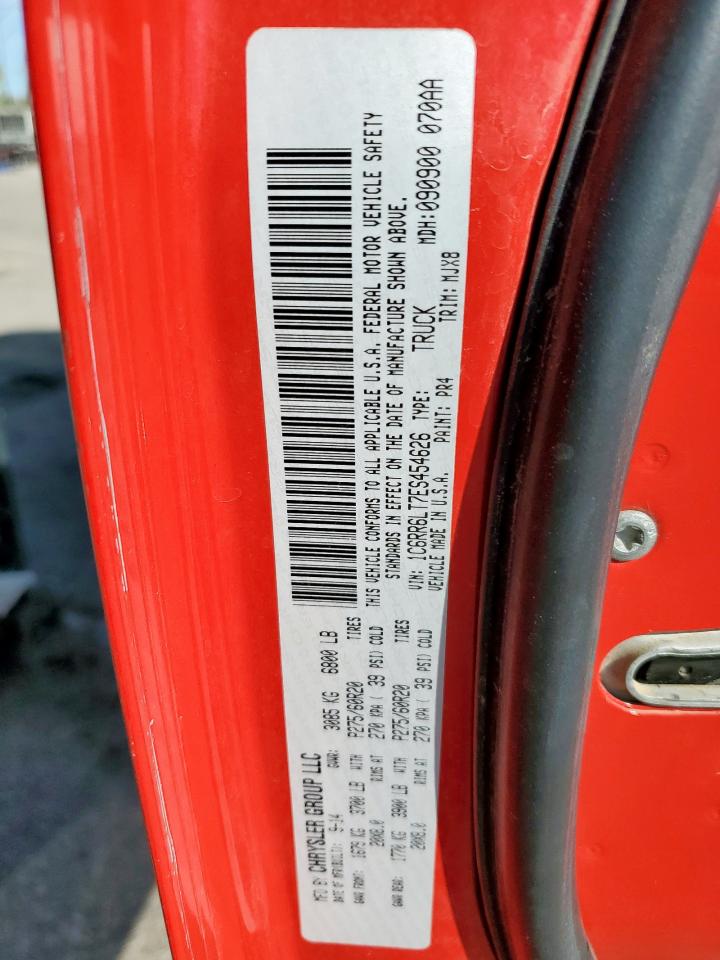 MFD BY CHRYSLER GROUP LLC
DATE OF MFR: 9-14 GVWR: 3085 KG 6800 LB
GAWR FRONT: 1675 KG 3700 LB WITH P275/60R20 TIRES
20X8.0 RIMS AT 270 KPA ( 39 PSI) COLD
GAWR REAR: 1770 KG 3900 LB WITH P275/60R20 TIRES
20X8.0 RIMS AT 270 KPA ( 39 PSI) COLD
THIS VEHICLE CONFORMS TO ALL APPLICABLE U.S.A. FEDERAL MOTOR VEHICLE SAFETY
STANDARDS IN EFFECT ON THE DATE OF MANUFACTURE SHOWN ABOVE.
VIN: 1C6RR6LT7ES454626 TYPE: TRUCK MDH:090900 070AA
VEHICLE MADE IN U.S.A. PAINT: PR4 TRIM: MJX8